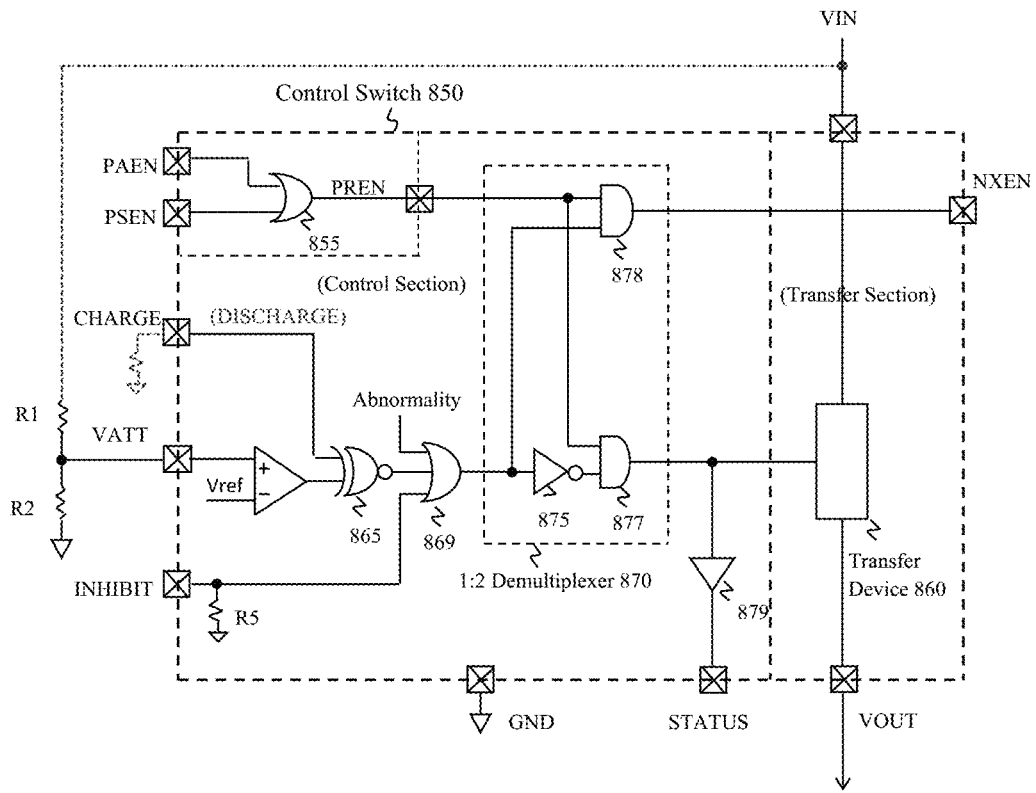 VIN
Control Switch 850
PAEN
PREN
NXEN
PSEN
855
878
(Control Section)
(Transfer Section)
CHARGE
(DISCHARGE)
R1
Abnormality
VATT
+
Vref
−
R2
865
869
875
877
INHIBIT
1:2 Demultiplexer 870
Transfer
Device 860
R5
879
GND
STATUS
VOUT